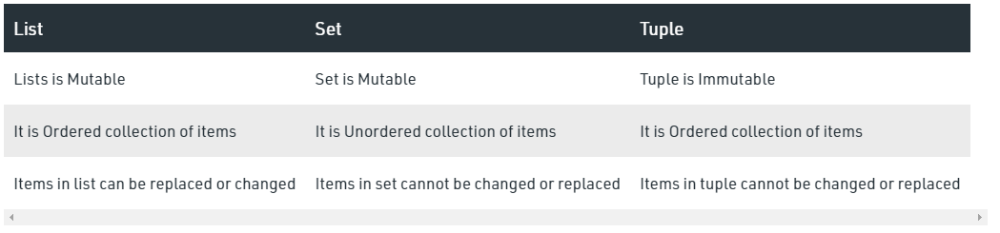 List Set Tuple
Lists is Mutable Set is Mutable Tuple is Immutable
It is Ordered collection of items It is Unordered collection of items It is Ordered collection of items
Items in list can be replaced or changed Items in set cannot be changed or replaced Items in tuple cannot be changed or replaced